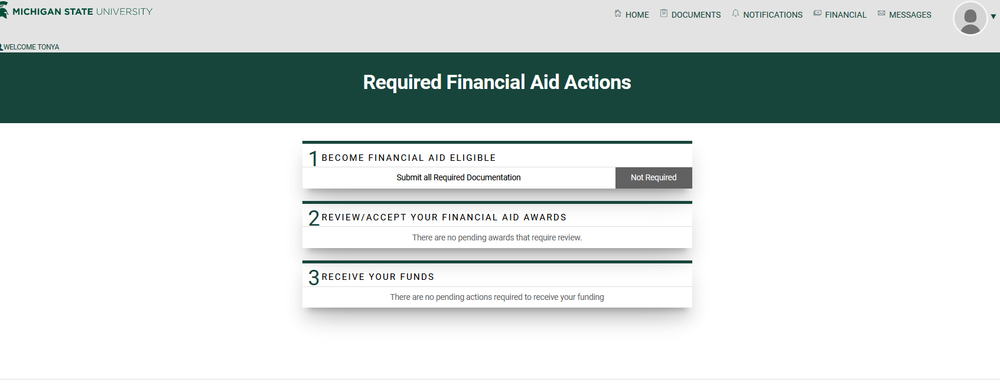 MICHIGAN STATE UNIVERSITY
HOME DOCUMENTS NOTIFICATIONS FINANCIAL MESSAGES
WELCOME TONYA
Required Financial Aid Actions
1 BECOME FINANCIAL AID ELIGIBLE
Submit all Required Documentation Not Required
2 REVIEW/ACCEPT YOUR FINANCIAL AID AWARDS
There are no pending awards that require review.
3 RECEIVE YOUR FUNDS
There are no pending actions required to receive your funding